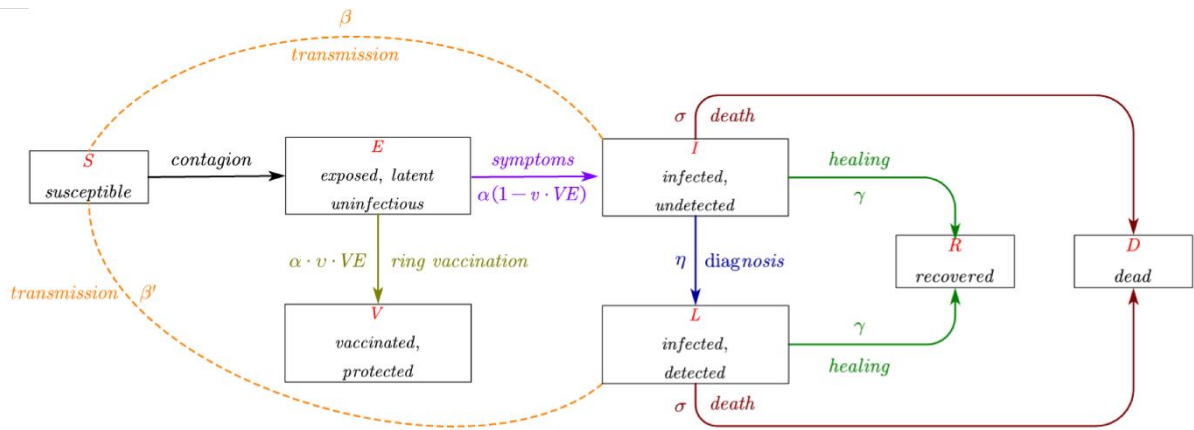 β
transmission
S
susceptible
contagion
E
exposed, latent
uninfectious
symptoms
α(1 − v · VE)
σ death
I
infected,
undetected
healing
γ
α · υ · VE ring vaccination
η diagnosis
R
recovered
D
dead
transmission β′
V
vaccinated,
protected
L
infected,
detected
γ
healing
σ death